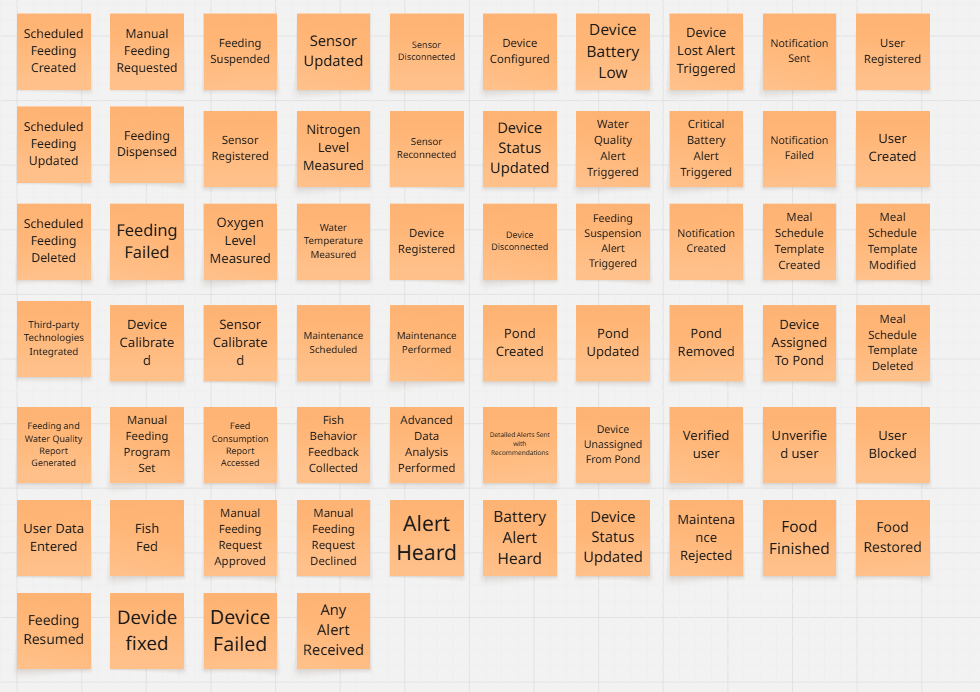 Scheduled
Feeding
Created
Manual
Feeding
Requested
Feeding
Suspended
Sensor
Updated
Sensor
Disconnected
Device
Configured
Device
Battery
Low
Device
Lost Alert
Triggered
Notification
Sent
User
Registered
Scheduled
Feeding
Updated
Feeding
Dispensed
Sensor
Registered
Nitrogen
Level
Measured
Sensor
Reconnected
Device
Status
Updated
Water
Quality
Alert
Triggered
Critical
Battery
Alert
Triggered
Notification
Failed
User
Created
Scheduled
Feeding
Deleted
Feeding
Failed
Oxygen
Level
Measured
Water
Temperature
Measured
Device
Registered
Device
Disconnected
Feeding
Suspension
Alert
Triggered
Notification
Created
Meal
Schedule
Template
Created
Meal
Schedule
Template
Modified
Third-party
Technologies
Integrated
Device
Calibrate
d
Sensor
Calibrate
d
Maintenance
Scheduled
Maintenance
Performed
Pond
Created
Pond
Updated
Pond
Removed
Device
Assigned
To Pond
Meal
Schedule
Template
Deleted
Feeding and
Water Quality
Report
Generated
Manual
Feeding
Program
Set
Feed
Consumption
Report
Accessed
Fish
Behavior
Feedback
Collected
Advanced
Data
Analysis
Performed
Detailed Alerts Sent
with
Recommendations
Device
Unassigned
From Pond
Verified
user
Unverifie
d user
User
Blocked
User Data
Entered
Fish
Fed
Manual
Feeding
Request
Approved
Manual
Feeding
Request
Declined
Alert
Heard
Battery
Alert
Heard
Device
Status
Updated
Maintena
nce
Rejected
Food
Finished
Food
Restored
Feeding
Resumed
Devide
fixed
Device
Failed
Any
Alert
Received